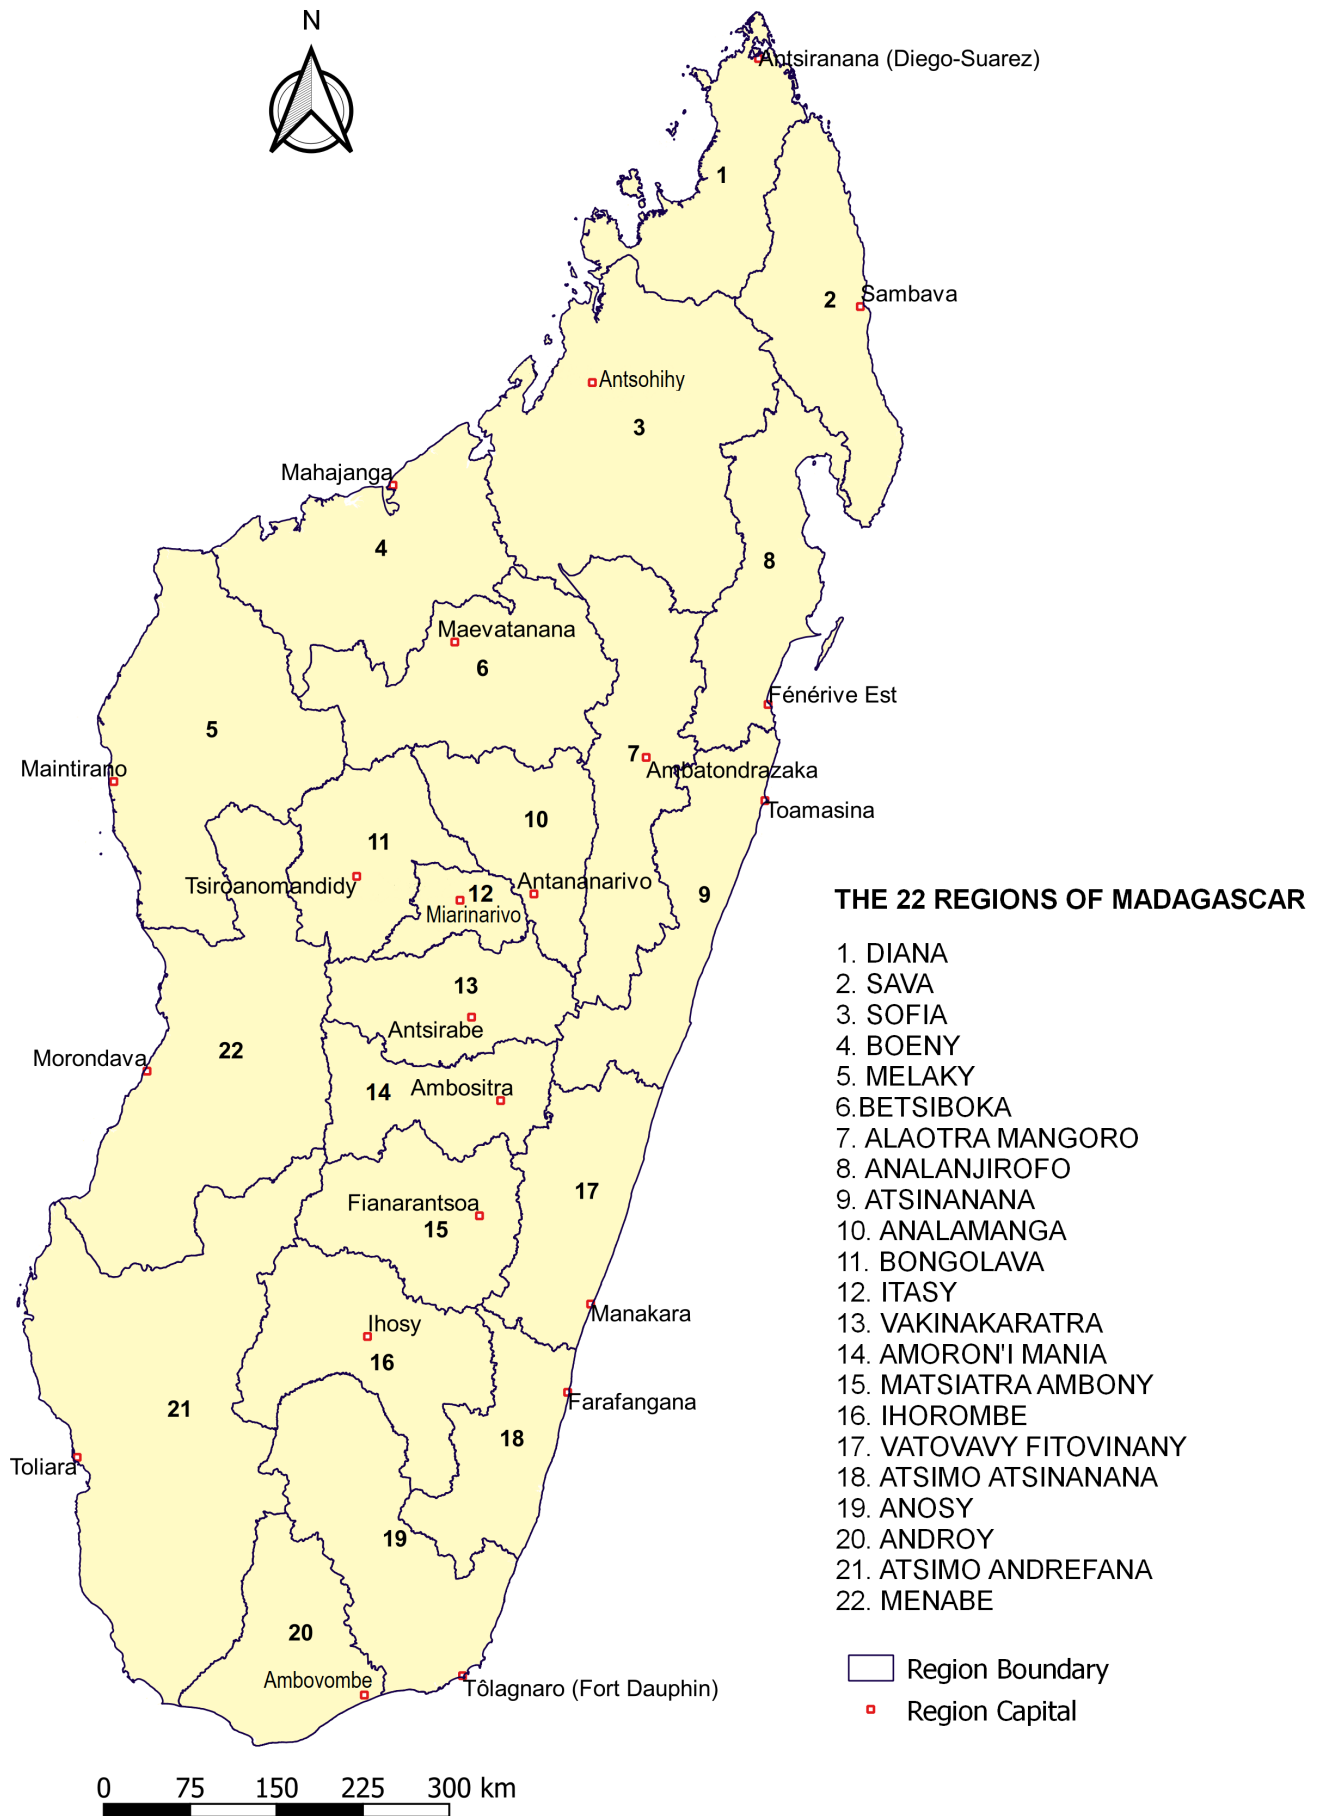 N
Antsiranana (Diego-Suarez)
1
2
Sambava
Antsohihy
3
Mahajanga
4
8
Maevatanana
6
Fénérive Est
5
7
Maintirano
Ambatondrazaka
Toamasina
10
11
Tsiroanomandidy
12
Antananarivo
9
Miarinarivo
13
Antsirabe
Morondava
22
14
Ambositra
17
Fianarantsoa
15
Manakara
Ihosy
16
Farafangana
21
18
Toliara
19
20
Ambovombe
Tôlagnaro (Fort Dauphin)
THE 22 REGIONS OF MADAGASCAR
1. DIANA
2. SAVA
3. SOFIA
4. BOENY
5. MELAKY
6.BETSIBOKA
7. ALAOTRA MANGORO
8. ANALANJIROFO
9. ATSINANANA
10. ANALAMANGA
11. BONGOLAVA
12. ITASY
13. VAKINAKARATRA
14. AMORON'I MANIA
15. MATSIATRA AMBONY
16. IHOROMBE
17. VATOVAVY FITOVINANY
18. ATSIMO ATSINANANA
19. ANOSY
20. ANDROY
21. ATSIMO ANDREFANA
22. MENABE
Region Boundary
Region Capital
0 75 150 225 300 km